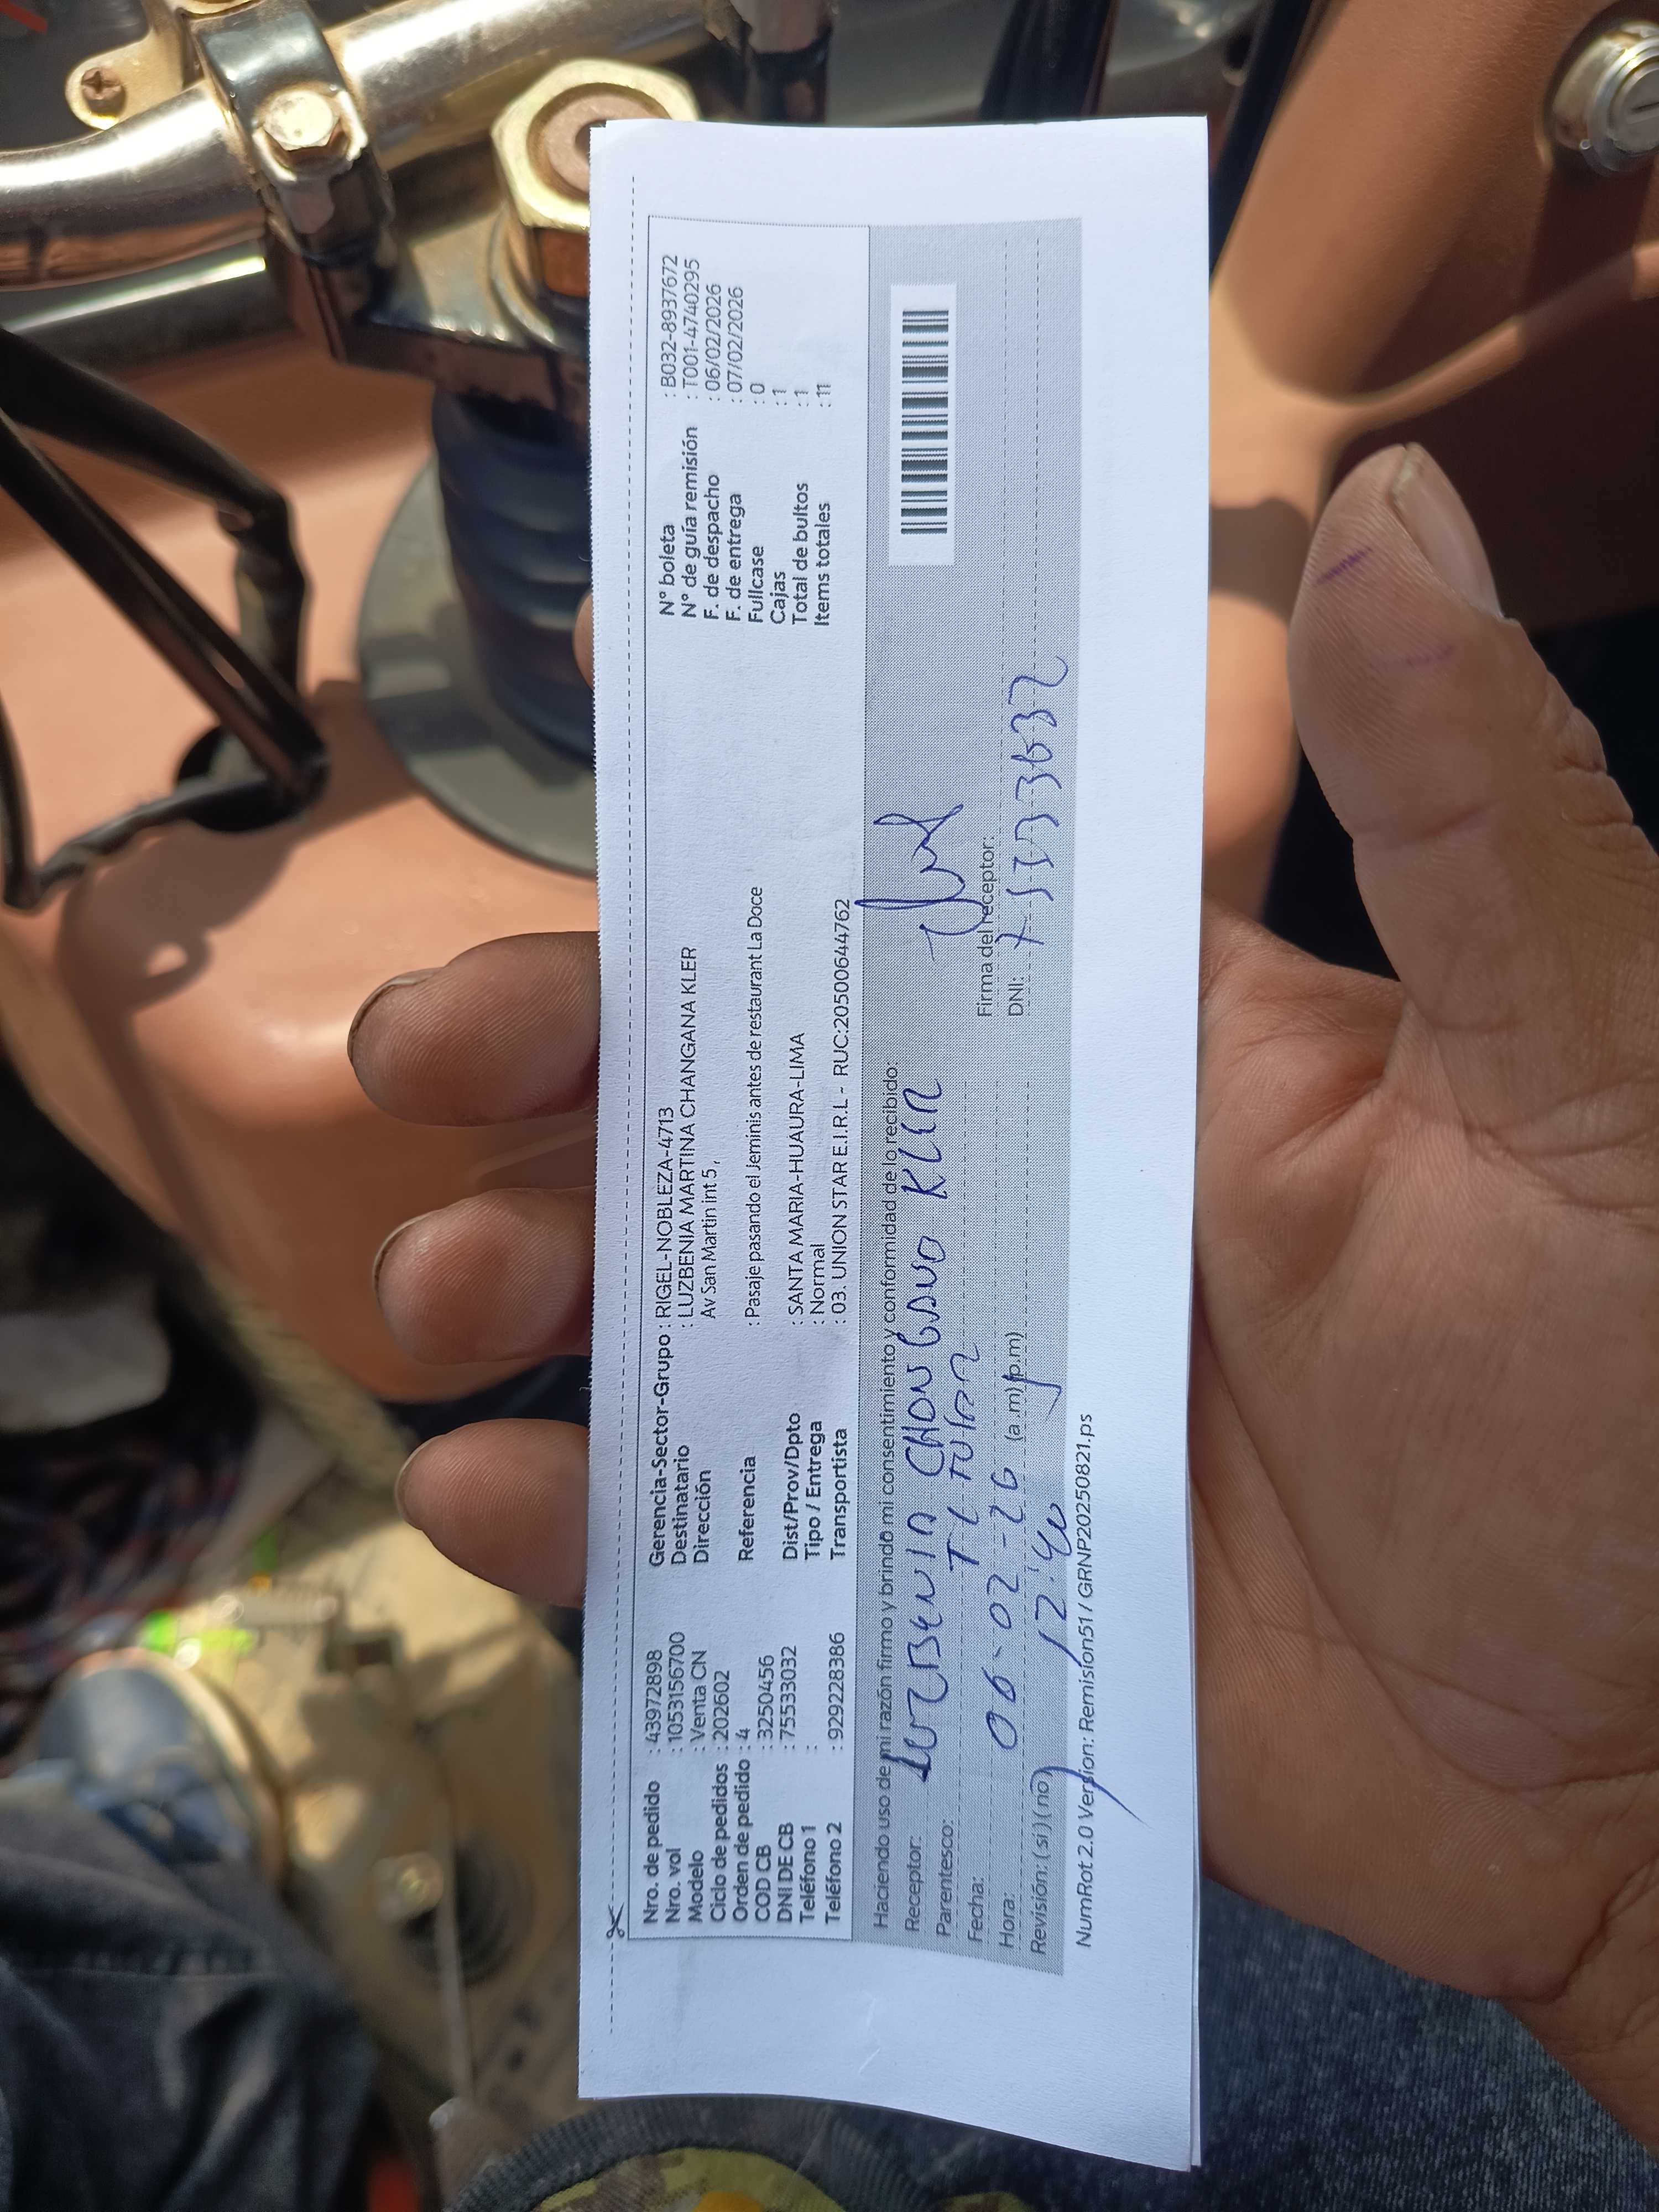 Nro. de pedido : 43972898
Nro. vol : 1053156700
Modelo : Venta CN
Ciclo de pedidos : 202602
Orden de pedido : 4
COD CB : 3250456
DNI DE CB : 75533032
Teléfono 1 :
Teléfono 2 : 929228386
Gerencia-Sector-Grupo : RIGEL-NOBLEZA-4713
Destinatario : LUZBENIA MARTINA CHANGANA KLER
Dirección Av San Martin int 5 ,
Referencia : Pasaje pasando el Jeminis antes de restaurant La Doce
Dist/Prov/Dpto : SANTA MARIA-HUAURA-LIMA
Tipo / Entrega : Normal
Transportista : 03. UNION STAR E.I.R.L - RUC:20500644762
N° boleta : B032-8937672
N° de guía remisión : T001-4740295
F. de despacho : 06/02/2026
F. de entrega : 07/02/2026
Fullcase : 0
Cajas : 1
Total de bultos : 1
Items totales : 11
Haciendo uso de mi razón firmo y brindo mi consentimiento y conformidad de lo recibido:
Receptor: LUZBENIA CHANGANA KLER
Parentesco: TITULAR
Fecha: 06-02-26
Hora: 12:40 (a.m) (p.m)
Revisión: (si) (no)
Firma del receptor:
DNI:
NumRot2.0 Version: Remision51 / GRNP20250821.ps